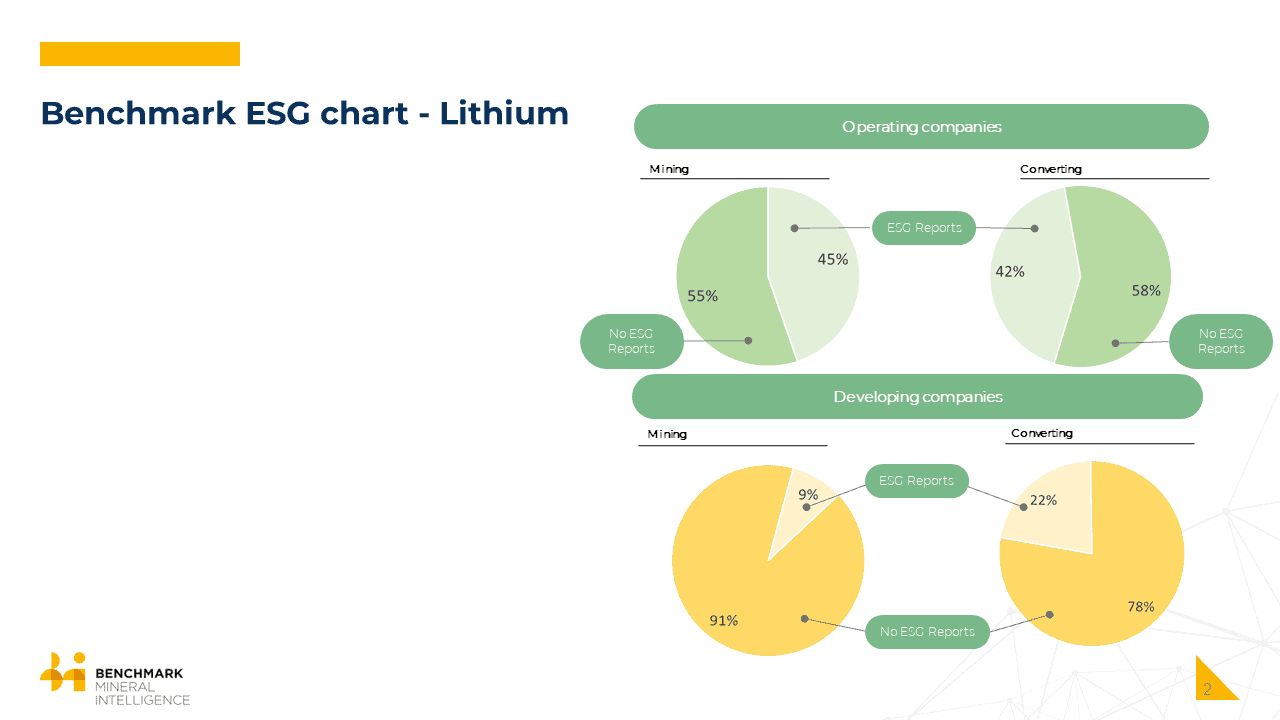 Benchmark ESG chart - Lithium
Operating companies
Mining
Converting
ESG Reports
45%
42%
55%
58%
No ESG
Reports
No ESG
Reports
Developing companies
Mining
Converting
ESG Reports
9%
22%
91%
78%
No ESG Reports
BENCHMARK
MINERAL
INTELLIGENCE
2